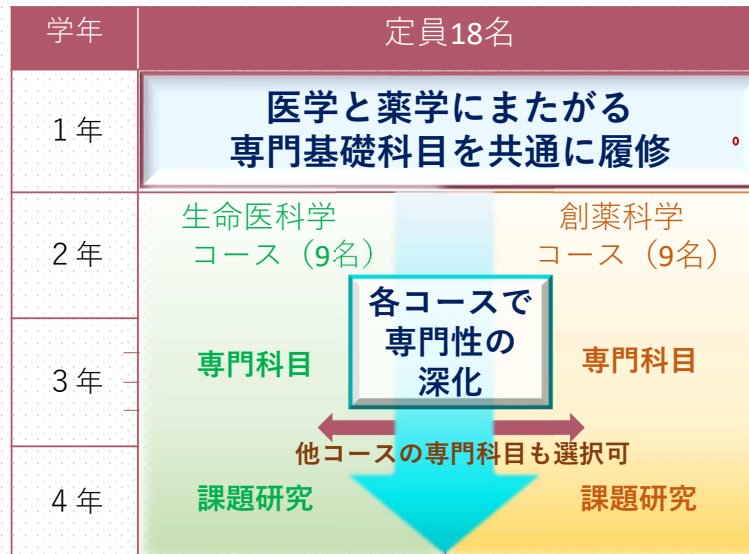 学年
定員18名
1年
医学と薬学にまたがる
専門基礎科目を共通に履修
。
2年
生命医科学
コース（9名）
創薬科学
コース（9名）
各コースで
専門性の
深化
3年
専門科目
専門科目
他コースの専門科目も選択可
4年
課題研究
課題研究